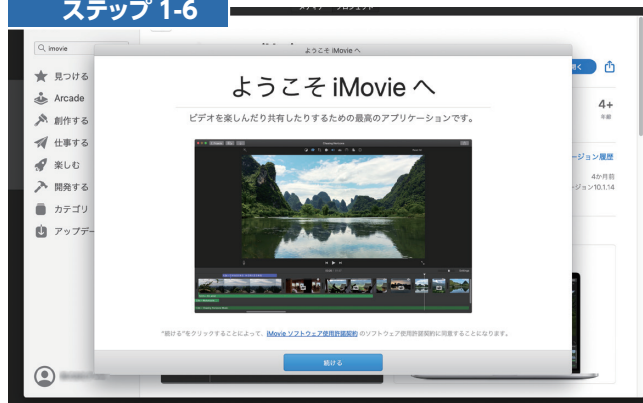 ステップ 1-6
imovie
見つける
Arcade
創作する
仕事する
楽しむ
開発する
カテゴリ
アップデー
ようこそ iMovie へ
ようこそ iMovie へ
ビデオを楽しんだり共有したりするための最高のアプリケーションです。
"続ける"をクリックすることによって、iMovie ソフトウェア使用許諾契約 のソフトウェア使用許諾契約に同意することになります。
続ける
く
4+
年齢
ージョン履歴
4か月前
ージョン10.1.14